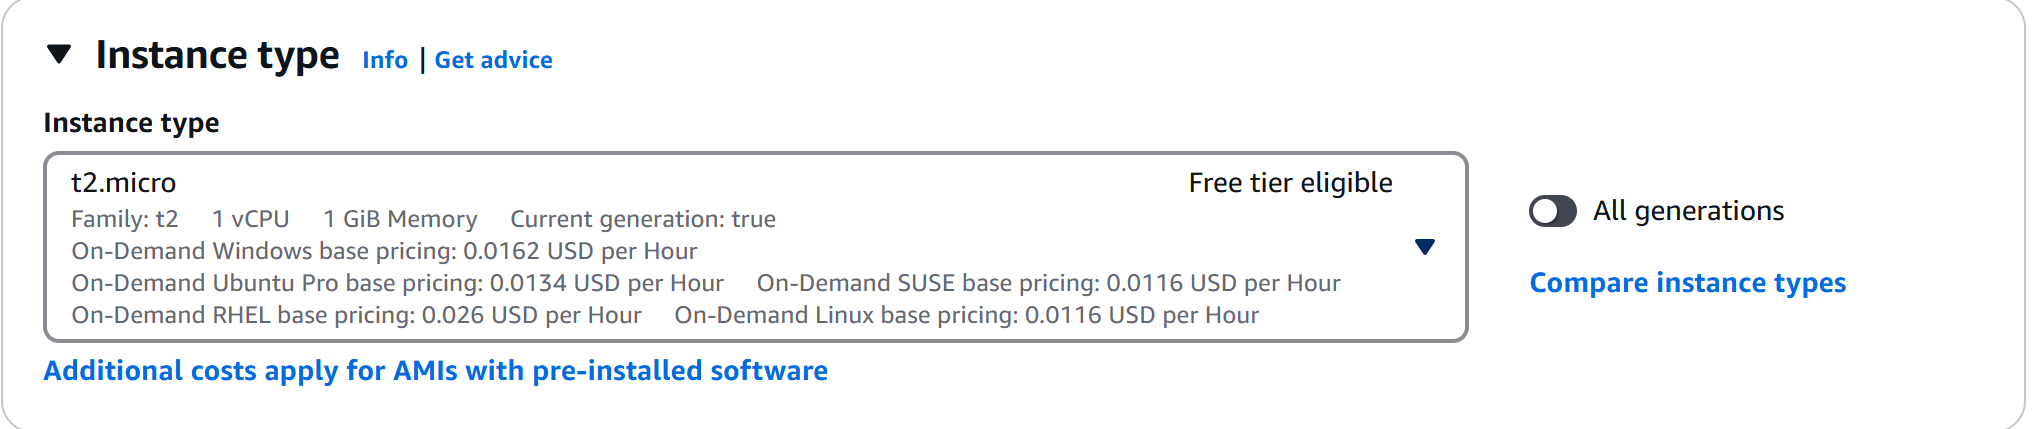 Instance type Info | Get advice
Instance type
t2.micro Free tier eligible
Family: t2 1 vCPU 1 GiB Memory Current generation: true
On-Demand Windows base pricing: 0.0162 USD per Hour
On-Demand Ubuntu Pro base pricing: 0.0134 USD per Hour On-Demand SUSE base pricing: 0.0116 USD per Hour
On-Demand RHEL base pricing: 0.026 USD per Hour On-Demand Linux base pricing: 0.0116 USD per Hour
All generations
Compare instance types
Additional costs apply for AMIs with pre-installed software